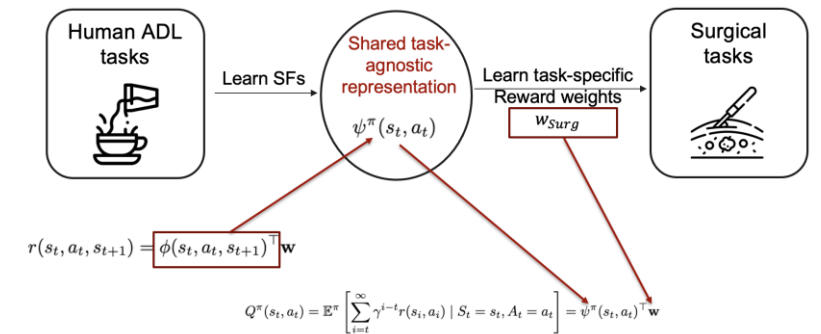 Human ADL
tasks
Learn SFs
Shared task-
agnostic
representation
ψ^π(s_t, a_t)
Learn task-specific
Reward weights
w_Surg
Surgical
tasks
r(s_t, a_t, s_{t+1}) = ϕ(s_t, a_t, s_{t+1})^⊤ w
Q^π(s_t, a_t) = 𝔼^π [ ∑_{i=t}^{∞} γ^{i−t} r(s_i, a_i) | S_t = s_t, A_t = a_t ] = ψ^π(s_t, a_t)^⊤ w